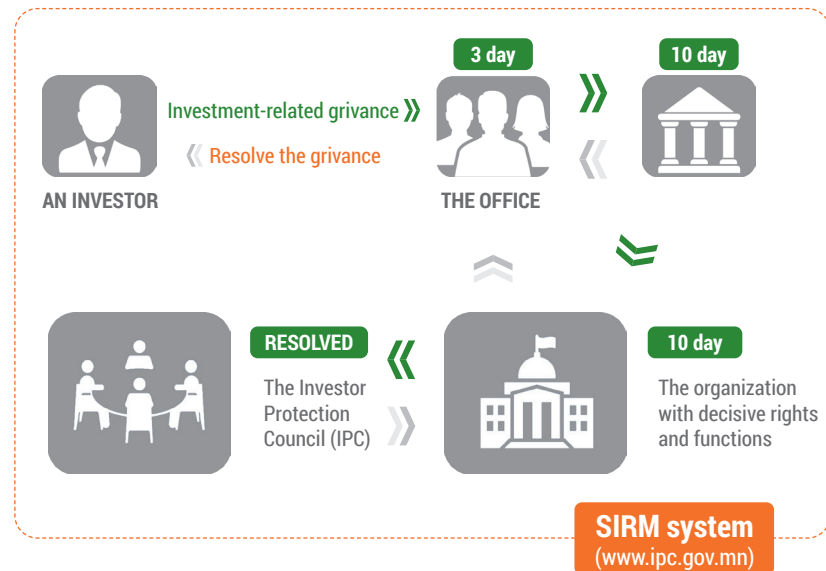 3 day
10 day
Investment-related grivance
Resolve the grivance
AN INVESTOR
THE OFFICE
RESOLVED
The Investor
Protection
Council (IPC)
10 day
The organization
with decisive rights
and functions
SIRM system
(www.ipc.gov.mn)